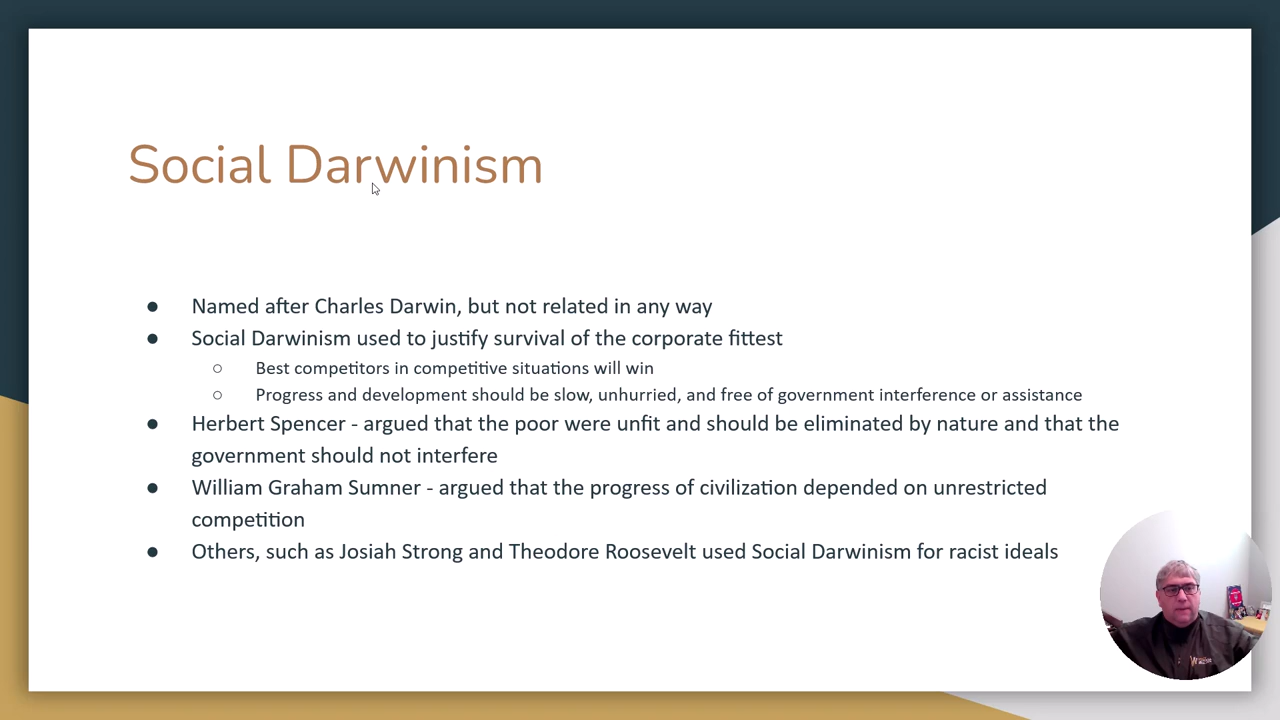 Social Darwinism
● Named after Charles Darwin, but not related in any way
● Social Darwinism used to justify survival of the corporate fittest
○ Best competitors in competitive situations will win
○ Progress and development should be slow, unhurried, and free of government interference or assistance
● Herbert Spencer - argued that the poor were unfit and should be eliminated by nature and that the
government should not interfere
● William Graham Sumner - argued that the progress of civilization depended on unrestricted
competition
● Others, such as Josiah Strong and Theodore Roosevelt used Social Darwinism for racist ideals